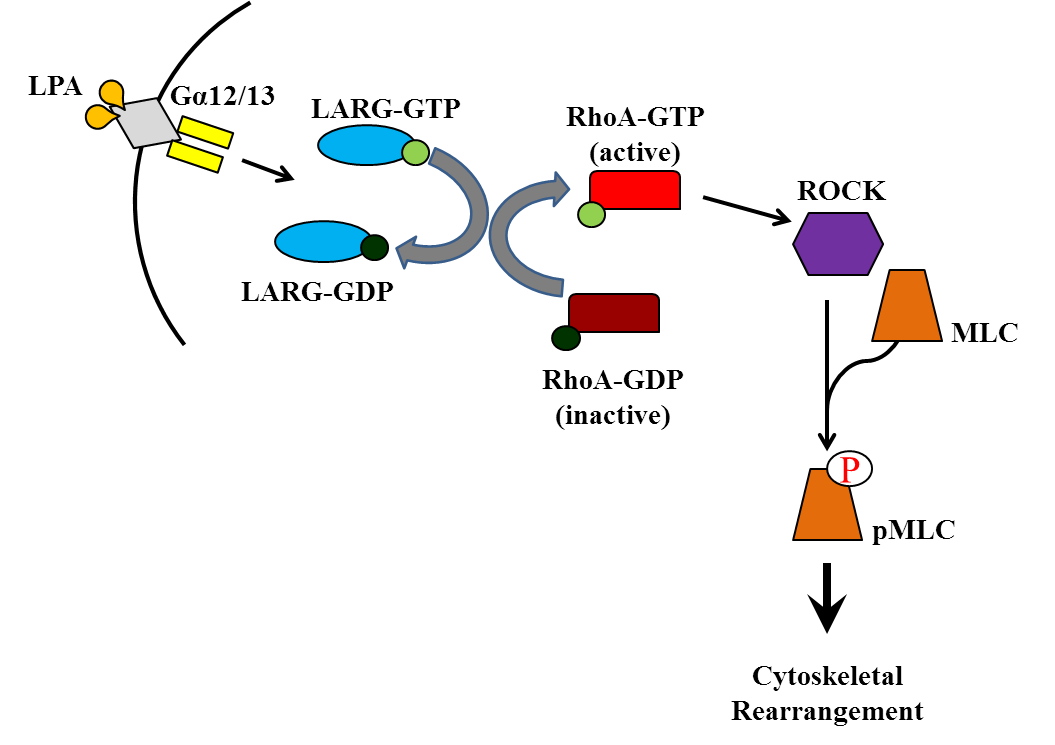 LPA
Gα12/13
LARG-GTP
LARG-GDP
RhoA-GTP
(active)
RhoA-GDP
(inactive)
ROCK
MLC
P
pMLC
Cytoskeletal
Rearrangement